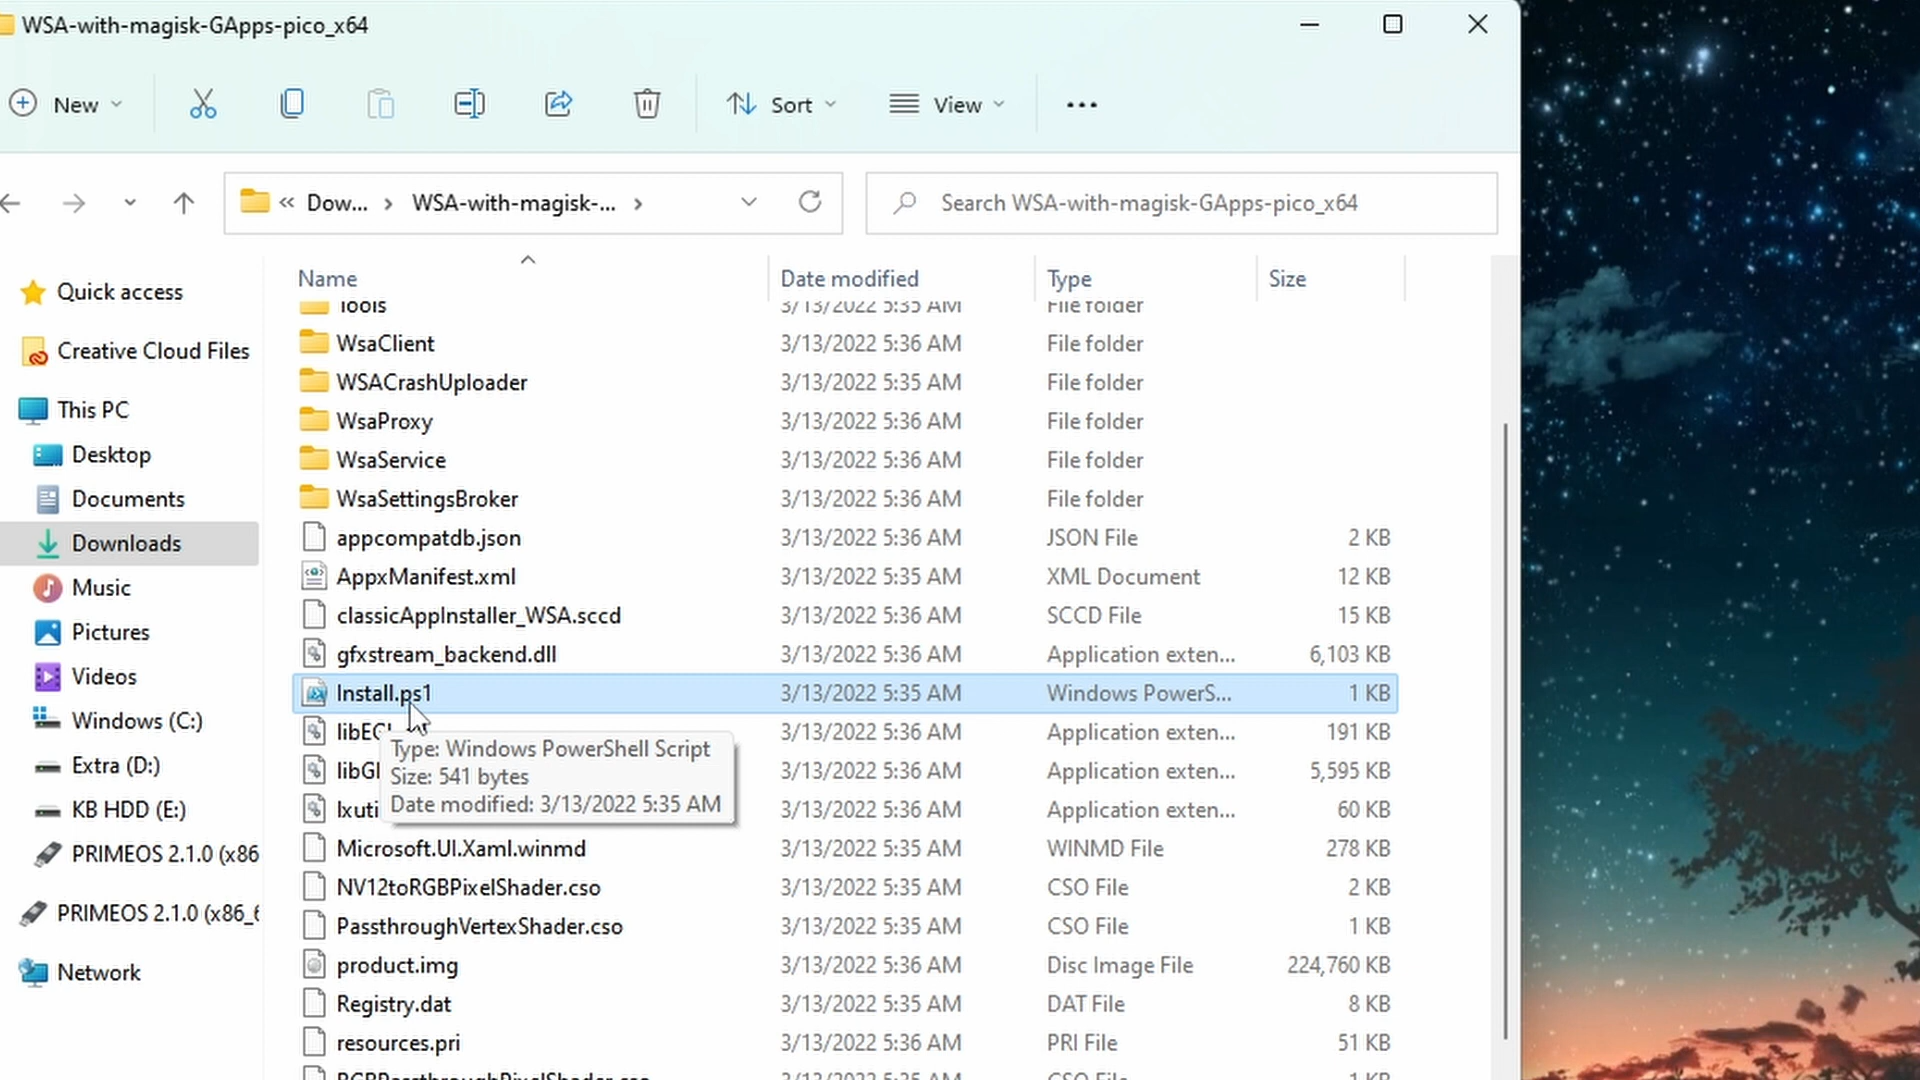 WSA-with-magisk-GApps-pico_x64
New
Sort
View
« Dow... > WSA-with-magisk-... >
Search WSA-with-magisk-GApps-pico_x64
Quick access
Creative Cloud Files
This PC
Desktop
Documents
Downloads
Music
Pictures
Videos
Windows (C:)
Extra (D:)
KB HDD (E:)
PRIMEOS 2.1.0 (x86
PRIMEOS 2.1.0 (x86_6
Network
Name Date modified Type Size
Tools 3/13/2022 5:35 AM File folder
WsaClient 3/13/2022 5:36 AM File folder
WSACrashUploader 3/13/2022 5:35 AM File folder
WsaProxy 3/13/2022 5:36 AM File folder
WsaService 3/13/2022 5:36 AM File folder
WsaSettingsBroker 3/13/2022 5:36 AM File folder
appcompatdb.json 3/13/2022 5:36 AM JSON File 2 KB
AppxManifest.xml 3/13/2022 5:35 AM XML Document 12 KB
classicAppInstaller_WSA.sccd 3/13/2022 5:36 AM SCCD File 15 KB
gfxstream_backend.dll 3/13/2022 5:36 AM Application exten... 6,103 KB
Install.ps1 3/13/2022 5:35 AM Windows PowerS... 1 KB
3/13/2022 5:36 AM Application exten... 191 KB
3/13/2022 5:35 AM Application exten... 5,595 KB
lxuti 3/13/2022 5:36 AM Application exten... 60 KB
Type: Windows PowerShell Script
Size: 541 bytes
Date modified: 3/13/2022 5:35 AM
Microsoft.UI.Xaml.winmd 3/13/2022 5:35 AM WINMD File 278 KB
NV12toRGBPixelShader.cso 3/13/2022 5:35 AM CSO File 2 KB
PassthroughVertexShader.cso 3/13/2022 5:36 AM CSO File 1 KB
product.img 3/13/2022 5:36 AM Disc Image File 224,760 KB
Registry.dat 3/13/2022 5:35 AM DAT File 8 KB
resources.pri 3/13/2022 5:36 AM PRI File 51 KB
RGBPassthroughPixelShader.cso 3/13/2022 5:35 AM CSO File 1 KB